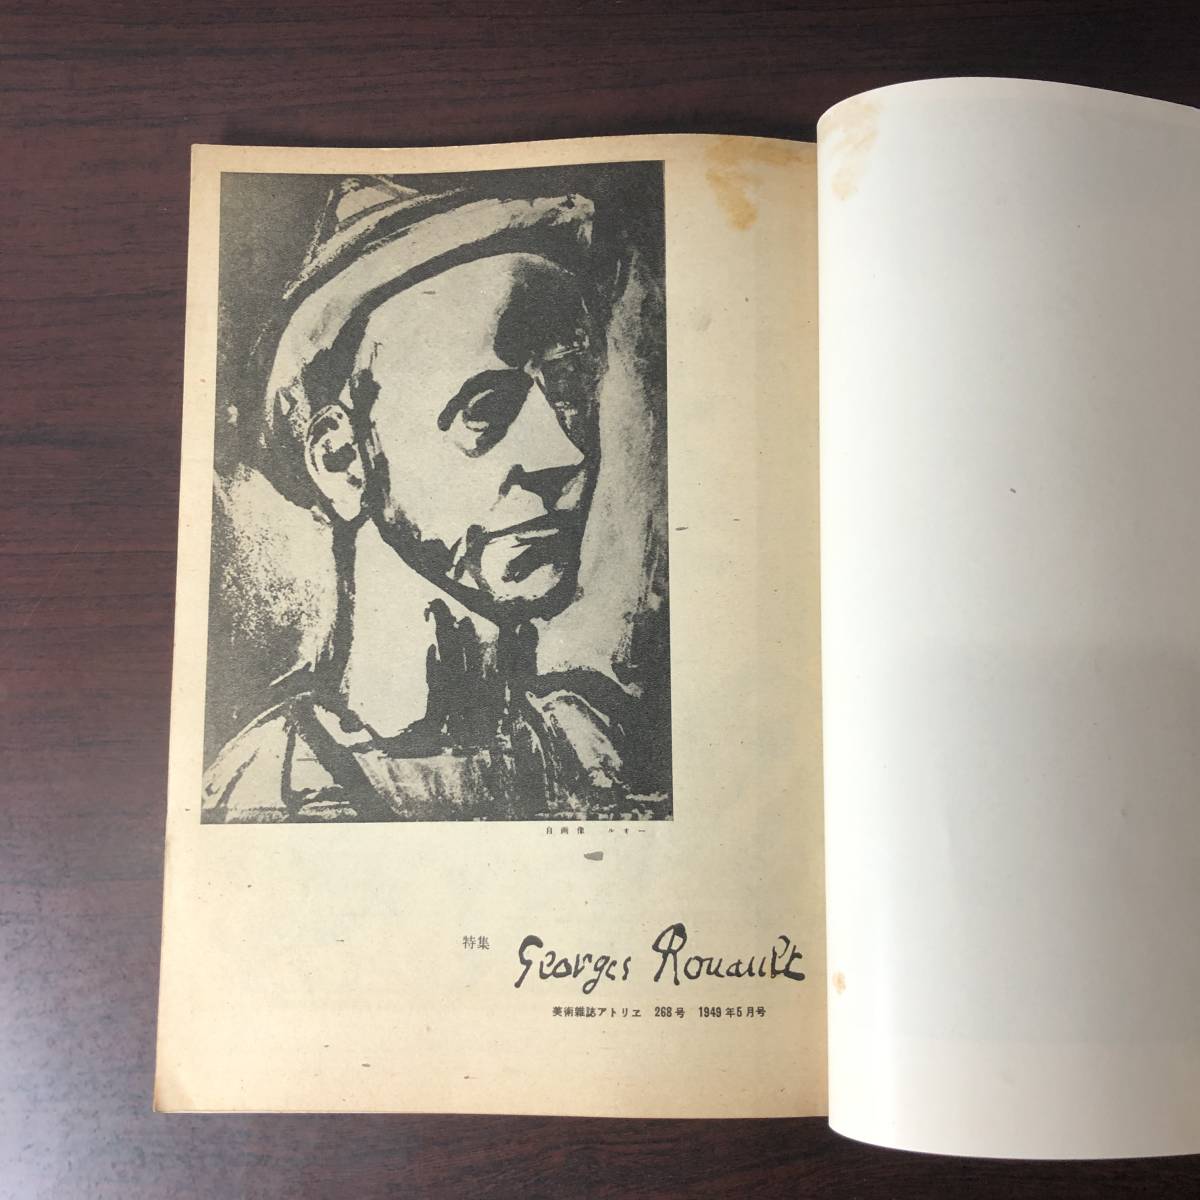 自画像 ルオー
特集
Georges Rouault
美術雑誌アトリヱ 268号 1949年5月号